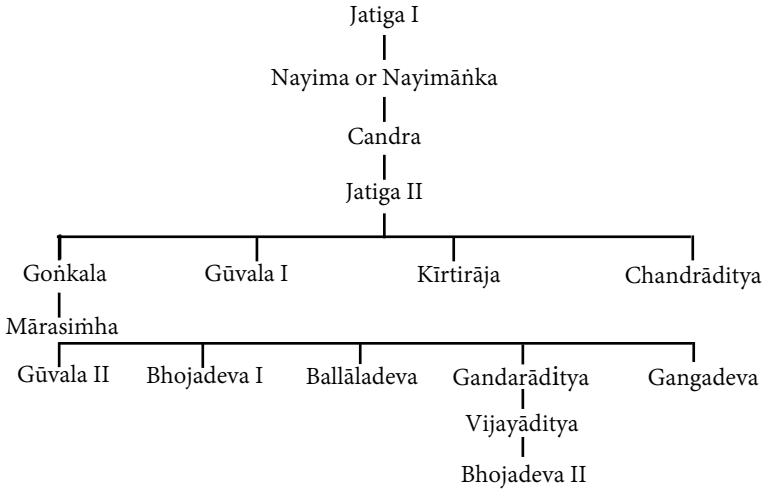 Jatiga I
Nayima or Nayimāṅka
Candra
Jatiga II
Goṅkala Gūvala I Kīrtirāja Chandrāditya
Mārasiṁha
Gūvala II Bhojadeva I Ballāladeva Gandarāditya Gangadeva
Vijayāditya
Bhojadeva II